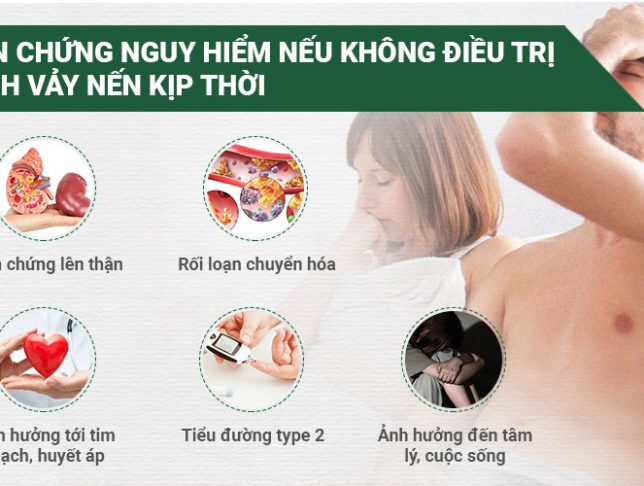 N CHỨNG NGUY HIỂM NẾU KHÔNG ĐIỀU TRỊ
H VẢY NẾN KỊP THỜI
chứng lên thận
Rối loạn chuyển hóa
hưởng tới tim
ạch, huyết áp
Tiểu đường type 2
Ảnh hưởng đến tâm
lý, cuộc sống